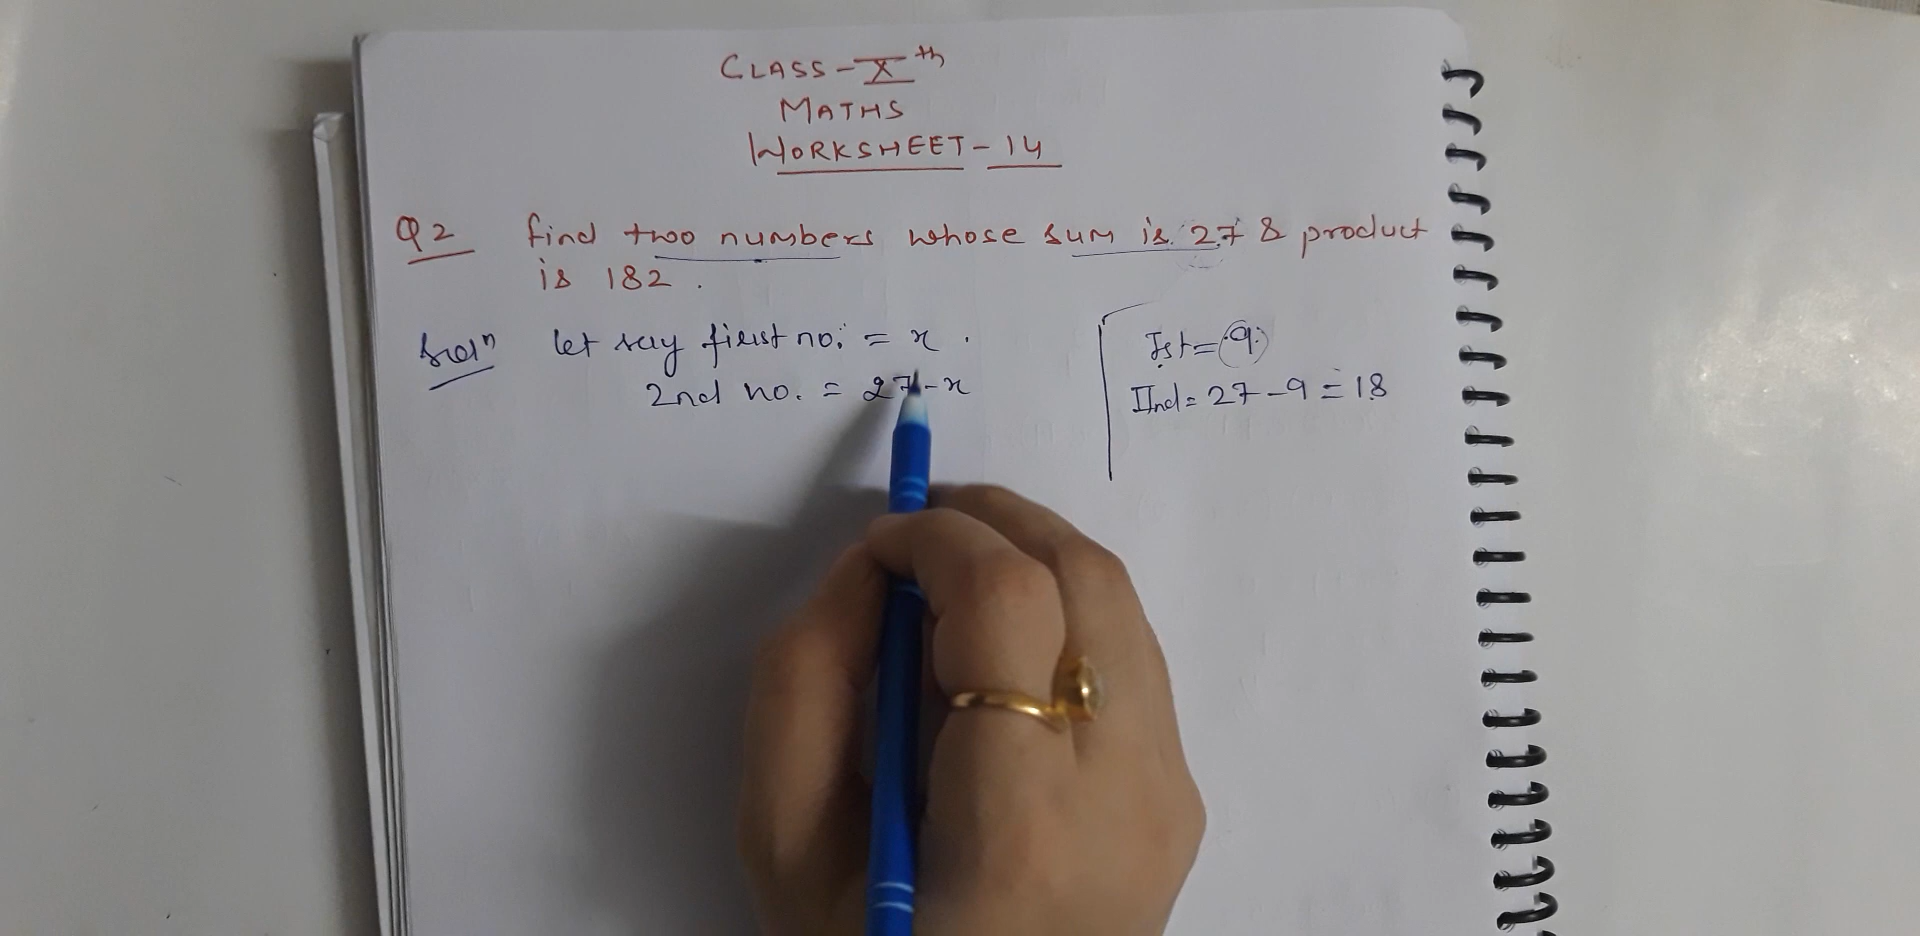 CLASS-Xth
MATHS
WORKSHEET-14
Q2 find two numbers whose sum is 27 & product
is 182.
Soln let say first no. = x.
2nd no. = 27-x
Ist = 9
IInd = 27-9 = 18